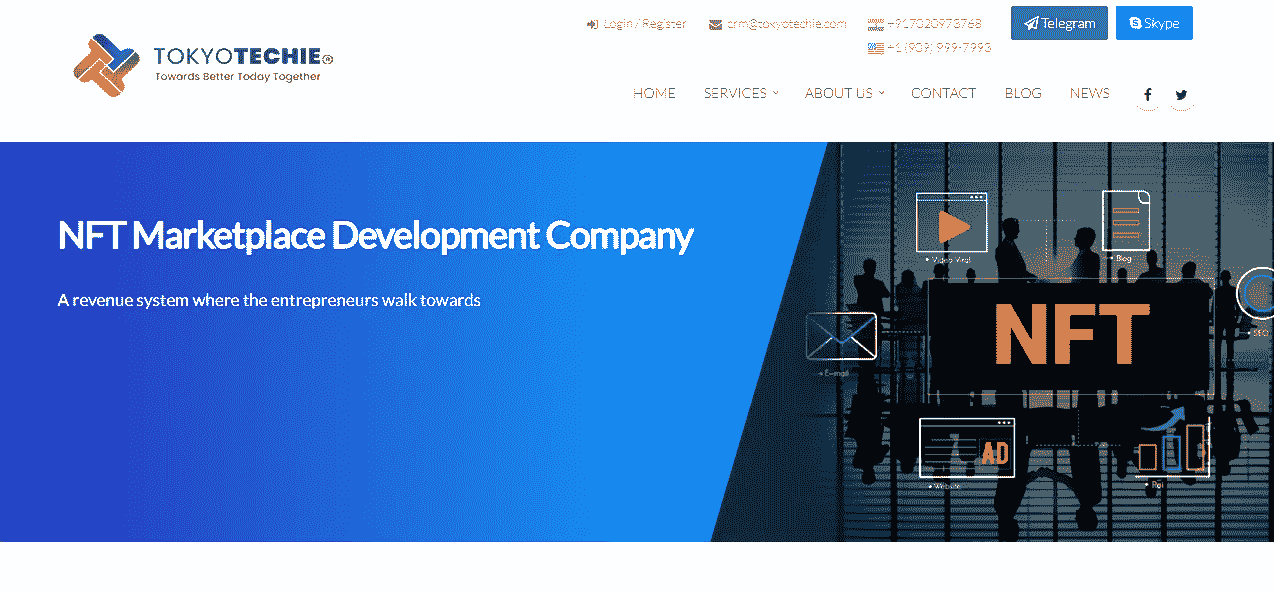 Login / Register
crm@tokyotechie.com
+917020973768
Telegram
Skype
+1 (909) 999-7993
TOKYOTECHIE®
Towards Better Today Together
HOME
SERVICES
ABOUT US
CONTACT
BLOG
NEWS
NFT Marketplace Development Company
A revenue system where the entrepreneurs walk towards
• Video Viral
• Blog
NFT
• SEO
• E-mail
AD
• Website
• Roi